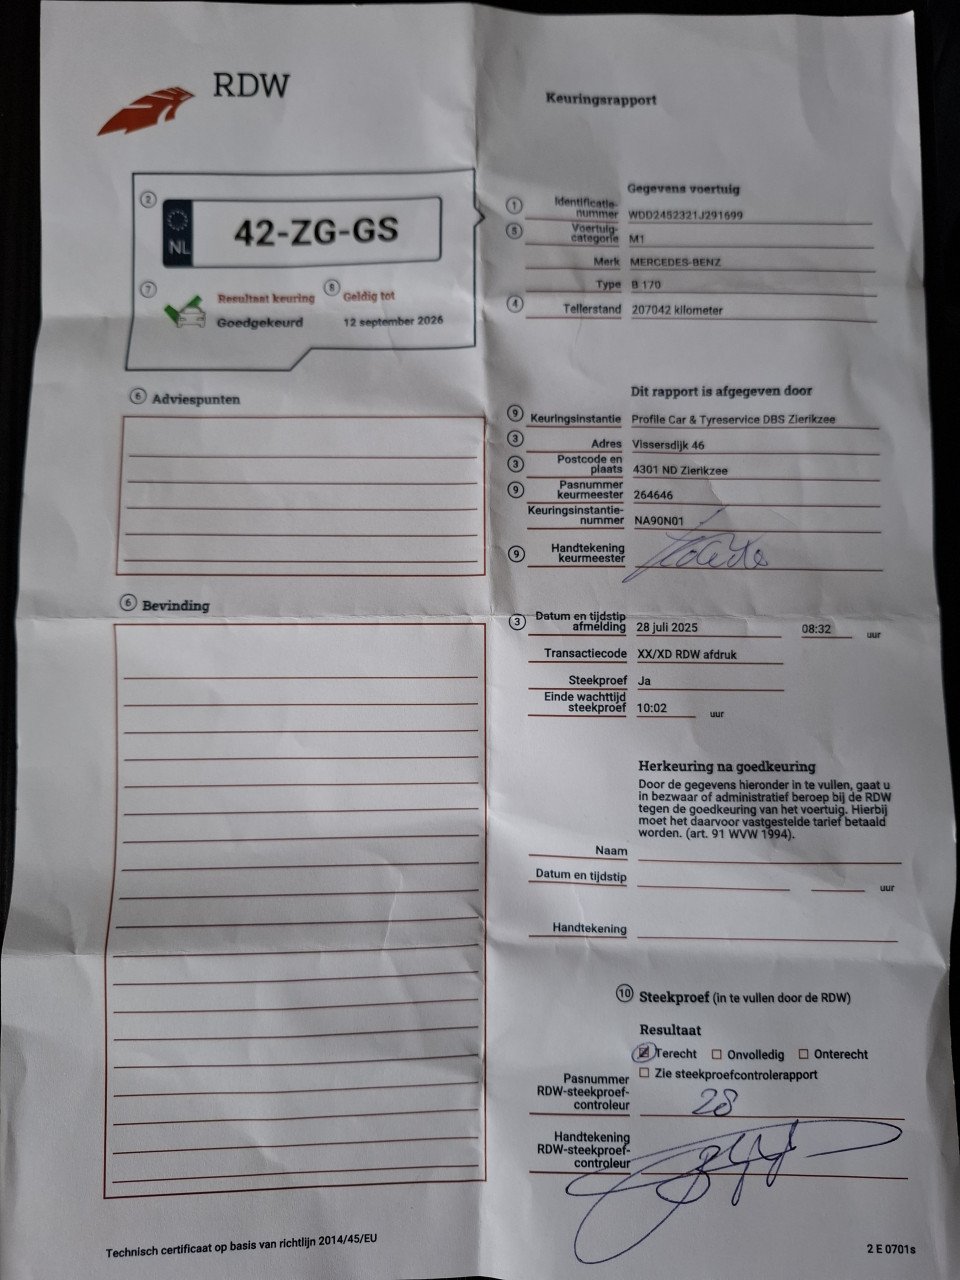 RDW
Keuringsrapport
2
NL
42-ZG-GS
7
Resultaat keuring
Goedgekeurd
8
Geldig tot
12 september 2026
Gegevens voertuig
1
Identificatie-
nummer WDD2452321J291699
5
Voertuig-
categorie M1
Merk MERCEDES-BENZ
Type B 170
4
Tellerstand 207042 kilometer
6 Adviespunten
6 Bevinding
Dit rapport is afgegeven door
9 Keuringsinstantie Profile Car & Tyreservice DBS Zierikzee
3 Adres Vissersdijk 46
3 Postcode en
plaats 4301 ND Zierikzee
9 Pasnummer
keurmeester 264646
Keuringsinstantie-
nummer NA90N01
9 Handtekening
keurmeester
3 Datum en tijdstip
afmelding 28 juli 2025 08:32 uur
Transactiecode XX/XD RDW afdruk
Steekproef Ja
Einde wachttijd
steekproef 10:02 uur
Herkeuring na goedkeuring
Door de gegevens hieronder in te vullen, gaat u
in bezwaar of administratief beroep bij de RDW
tegen de goedkeuring van het voertuig. Hierbij
moet het daarvoor vastgestelde tarief betaald
worden. (art. 91 WVW 1994).
Naam
Datum en tijdstip uur
Handtekening
10 Steekproef (in te vullen door de RDW)
Resultaat
Terecht Onvolledig Onterecht
Zie steekproefcontrolerapport
Pasnummer
RDW-steekproef-
controleur 28
Handtekening
RDW-steekproef-
controleur
Technisch certificaat op basis van richtlijn 2014/45/EU
2 E 0701s